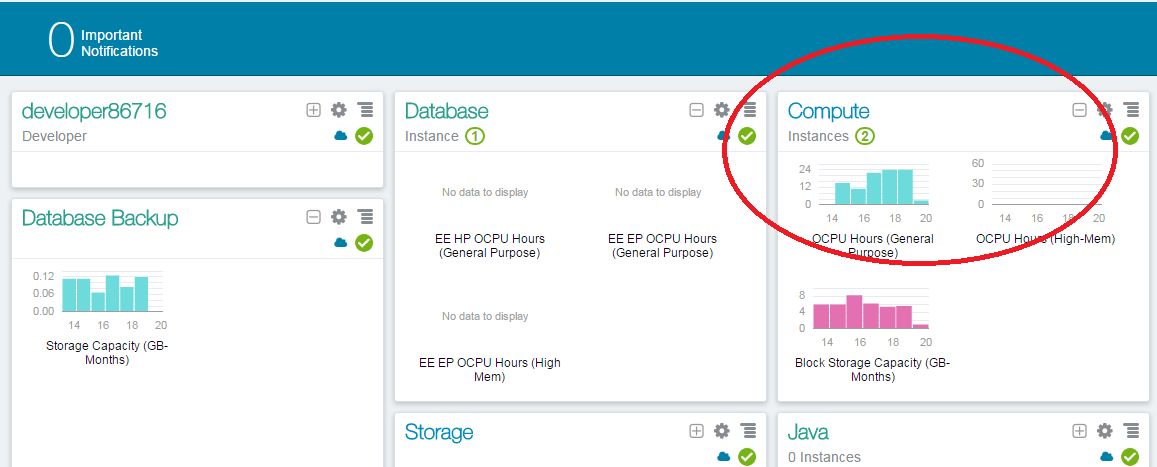 0 Important
Notifications
developer86716
Developer
Database Backup
0.12
0.06
0.00
14 16 18 20
Storage Capacity (GB-
Months)
Database
Instance 1
No data to display
EE HP OCPU Hours
(General Purpose)
No data to display
EE EP OCPU Hours
(General Purpose)
No data to display
EE EP OCPU Hours (High
Mem)
Storage
Compute
Instances 2
24
12
0
14 16 18 20
OCPU Hours (General
Purpose)
60
30
0
14 16 18 20
OCPU Hours (High-Mem)
8
4
0
14 16 18 20
Block Storage Capacity (GB-
Months)
Java
0 Instances